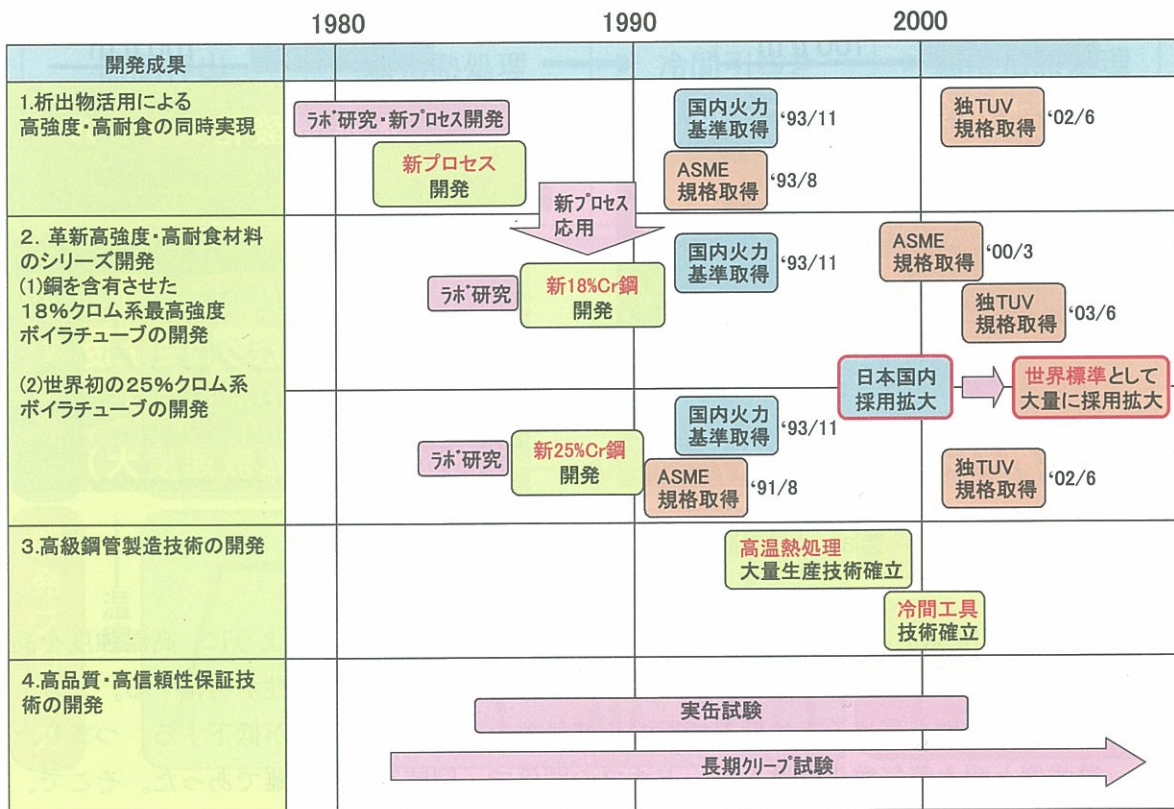 1980
1990
2000
開発成果
1.析出物活用による
高強度・高耐食の同時実現
ラボ研究・新プロセス開発
新プロセス
開発
国内火力
基準取得
‘93/11
ASME
規格取得
‘93/8
独TUV
規格取得
‘02/6
新プロセス
応用
2. 革新高強度・高耐食材料
のシリーズ開発
(1)銅を含有させた
18%クロム系最高強度
ボイラチューブの開発
ラボ研究
新18%Cr鋼
開発
国内火力
基準取得
‘93/11
ASME
規格取得
‘00/3
独TUV
規格取得
‘03/6
日本国内
採用拡大
世界標準として
大量に採用拡大
(2)世界初の25%クロム系
ボイラチューブの開発
ラボ研究
新25%Cr鋼
開発
国内火力
基準取得
‘93/11
ASME
規格取得
‘91/8
独TUV
規格取得
‘02/6
3.高級鋼管製造技術の開発
高温熱処理
大量生産技術確立
冷間工具
技術確立
4.高品質・高信頼性保証技
術の開発
実缶試験
長期クリープ試験